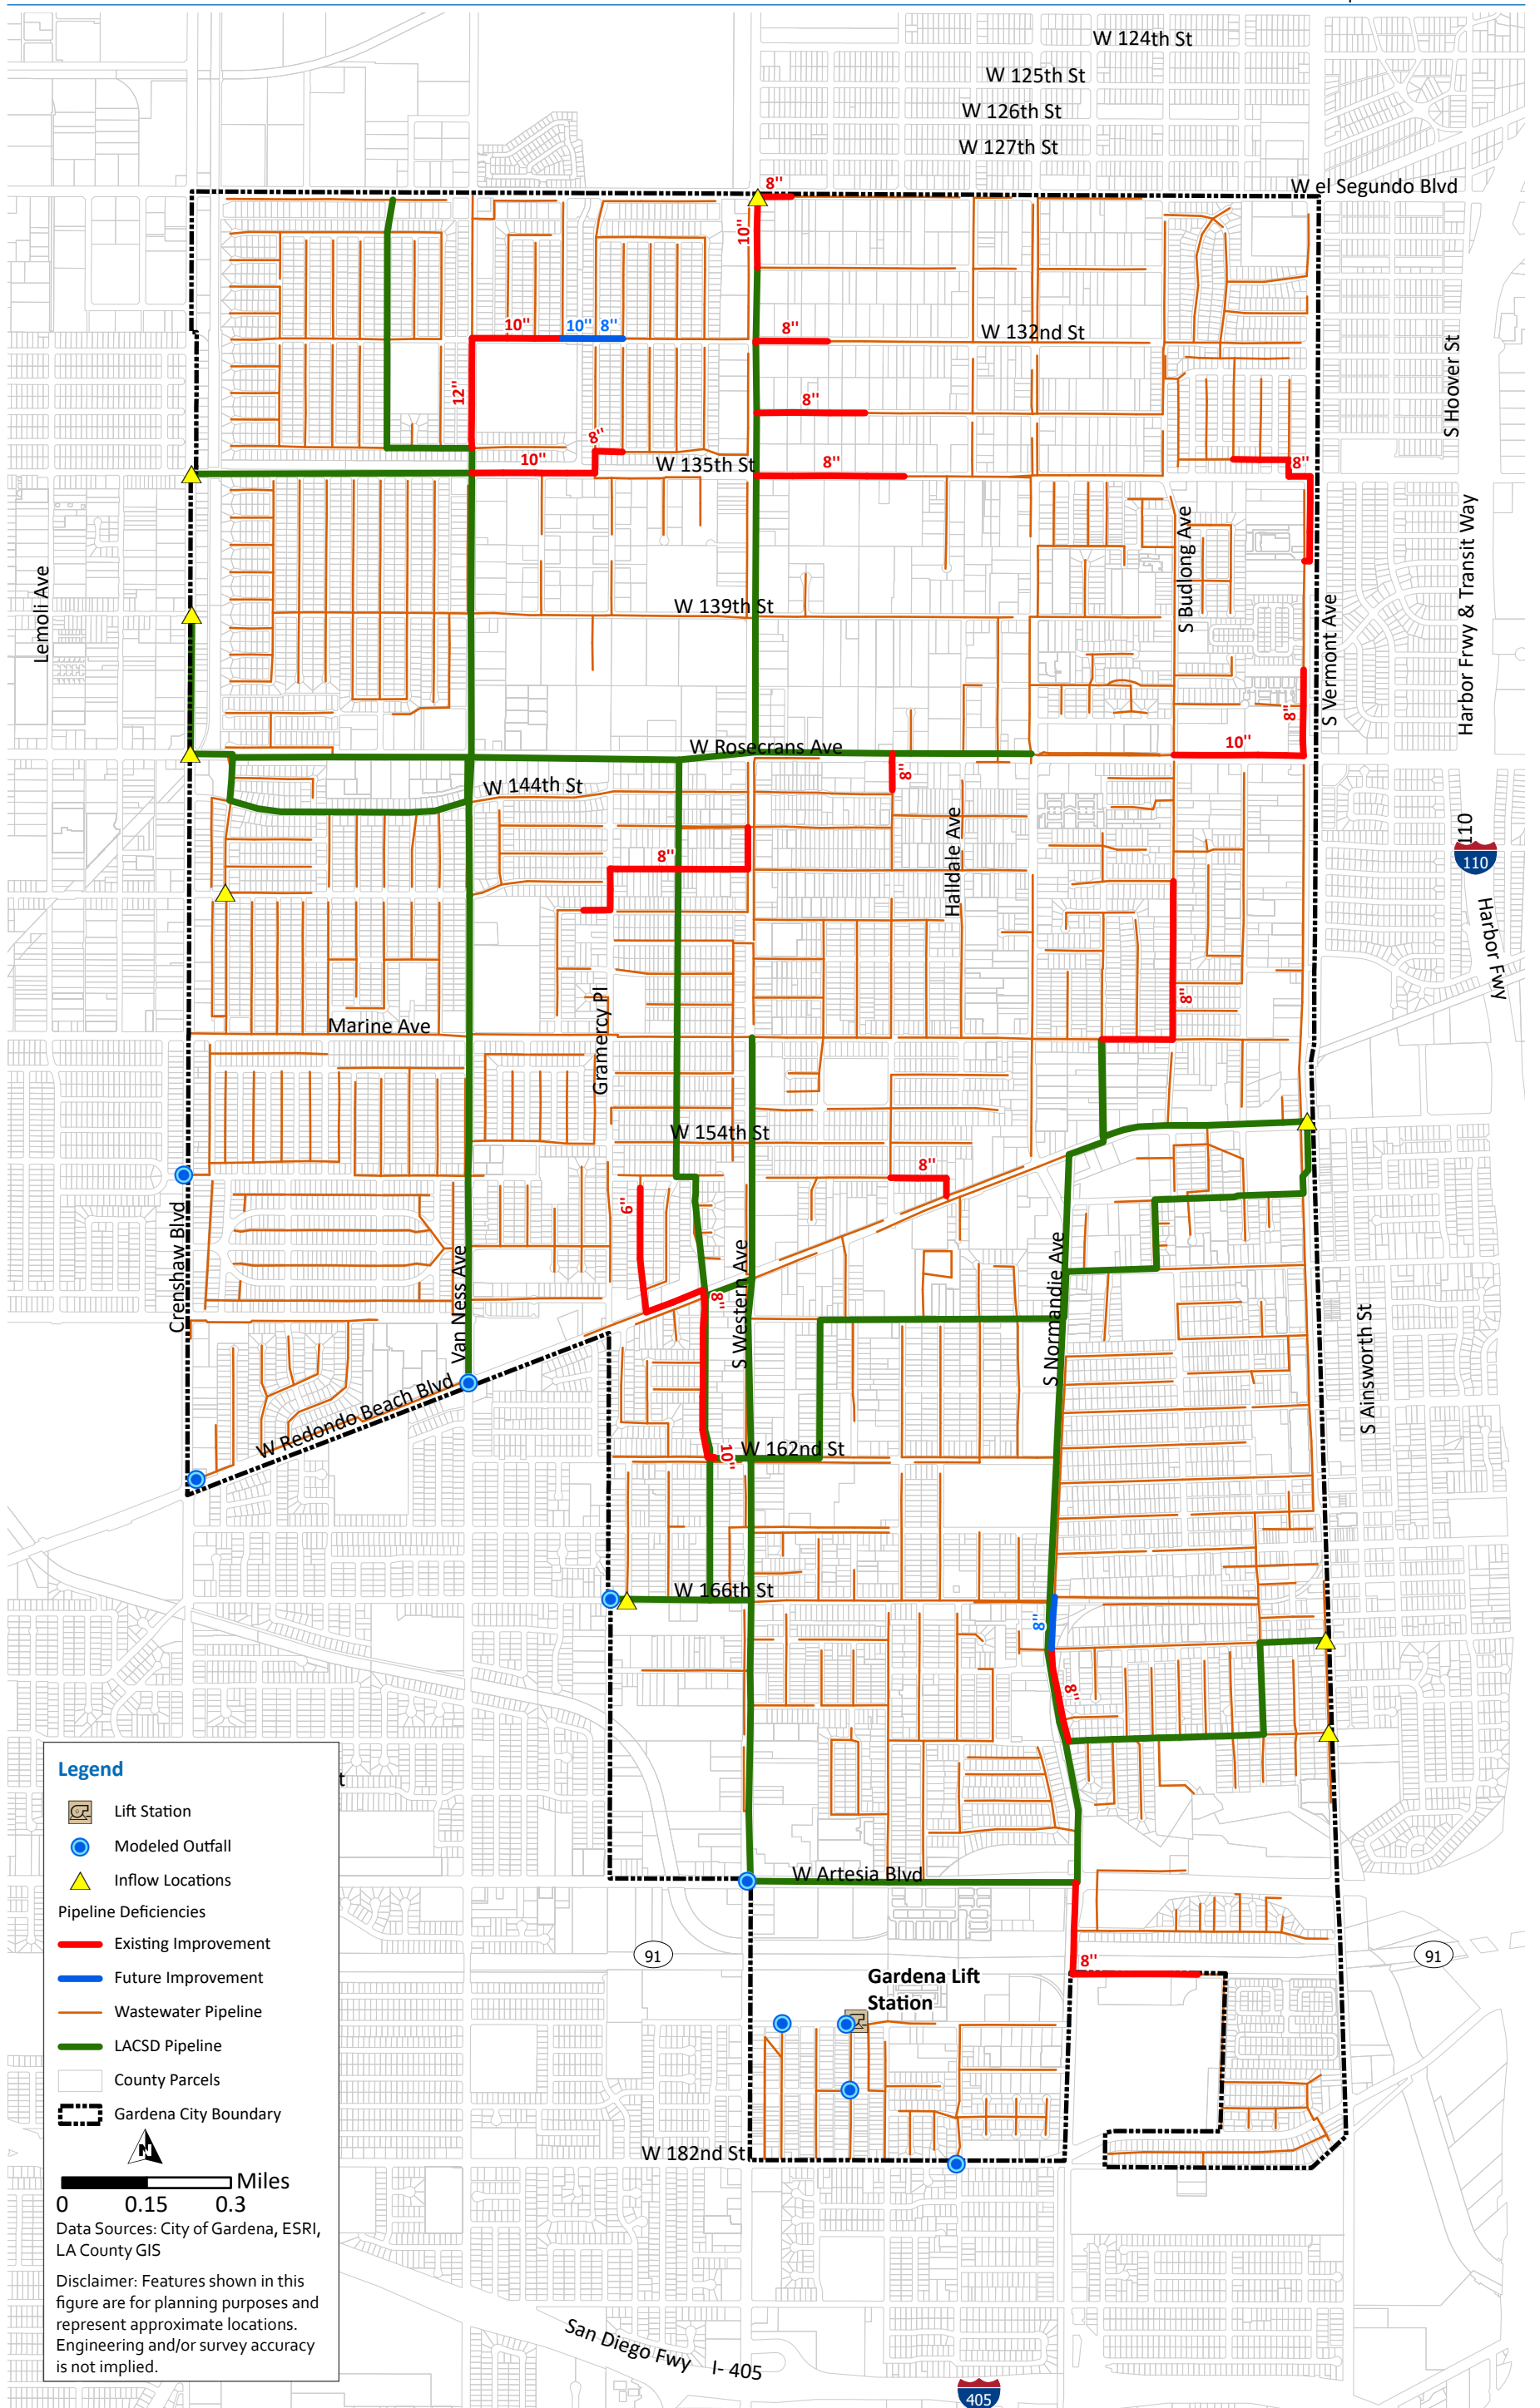 W 124th St
W 125th St
W 126th St
W 127th St
W el Segundo Blvd
8"
10"
10"
10" 8"
8"
W 132nd St
12"
8"
8"
10"
W 135th St
8"
8"
S Hoover St
S Budlong Ave
Harbor Frwy & Transit Way
Lemoli Ave
W 139th St
S Vermont Ave
8"
10"
W Rosecrans Ave
8"
W 144th St
8"
Halldale Ave
110
110
Harbor Fwy
8"
Gramercy Pl
Marine Ave
W 154th St
8"
6"
Crenshaw Blvd
Van Ness Ave
8"
S Western Ave
S Normandie Ave
S Ainsworth St
W Redondo Beach Blvd
10"
W 162nd St
W 166th St
8"
8"
t
W Artesia Blvd
91
91
8"
Gardena Lift
Station
W 182nd St
San Diego Fwy I- 405
405
Legend
Lift Station
Modeled Outfall
Inflow Locations
Pipeline Deficiencies
Existing Improvement
Future Improvement
Wastewater Pipeline
LACSD Pipeline
County Parcels
Gardena City Boundary
N
Miles
0 0.15 0.3
Data Sources: City of Gardena, ESRI,
LA County GIS
Disclaimer: Features shown in this
figure are for planning purposes and
represent approximate locations.
Engineering and/or survey accuracy
is not implied.